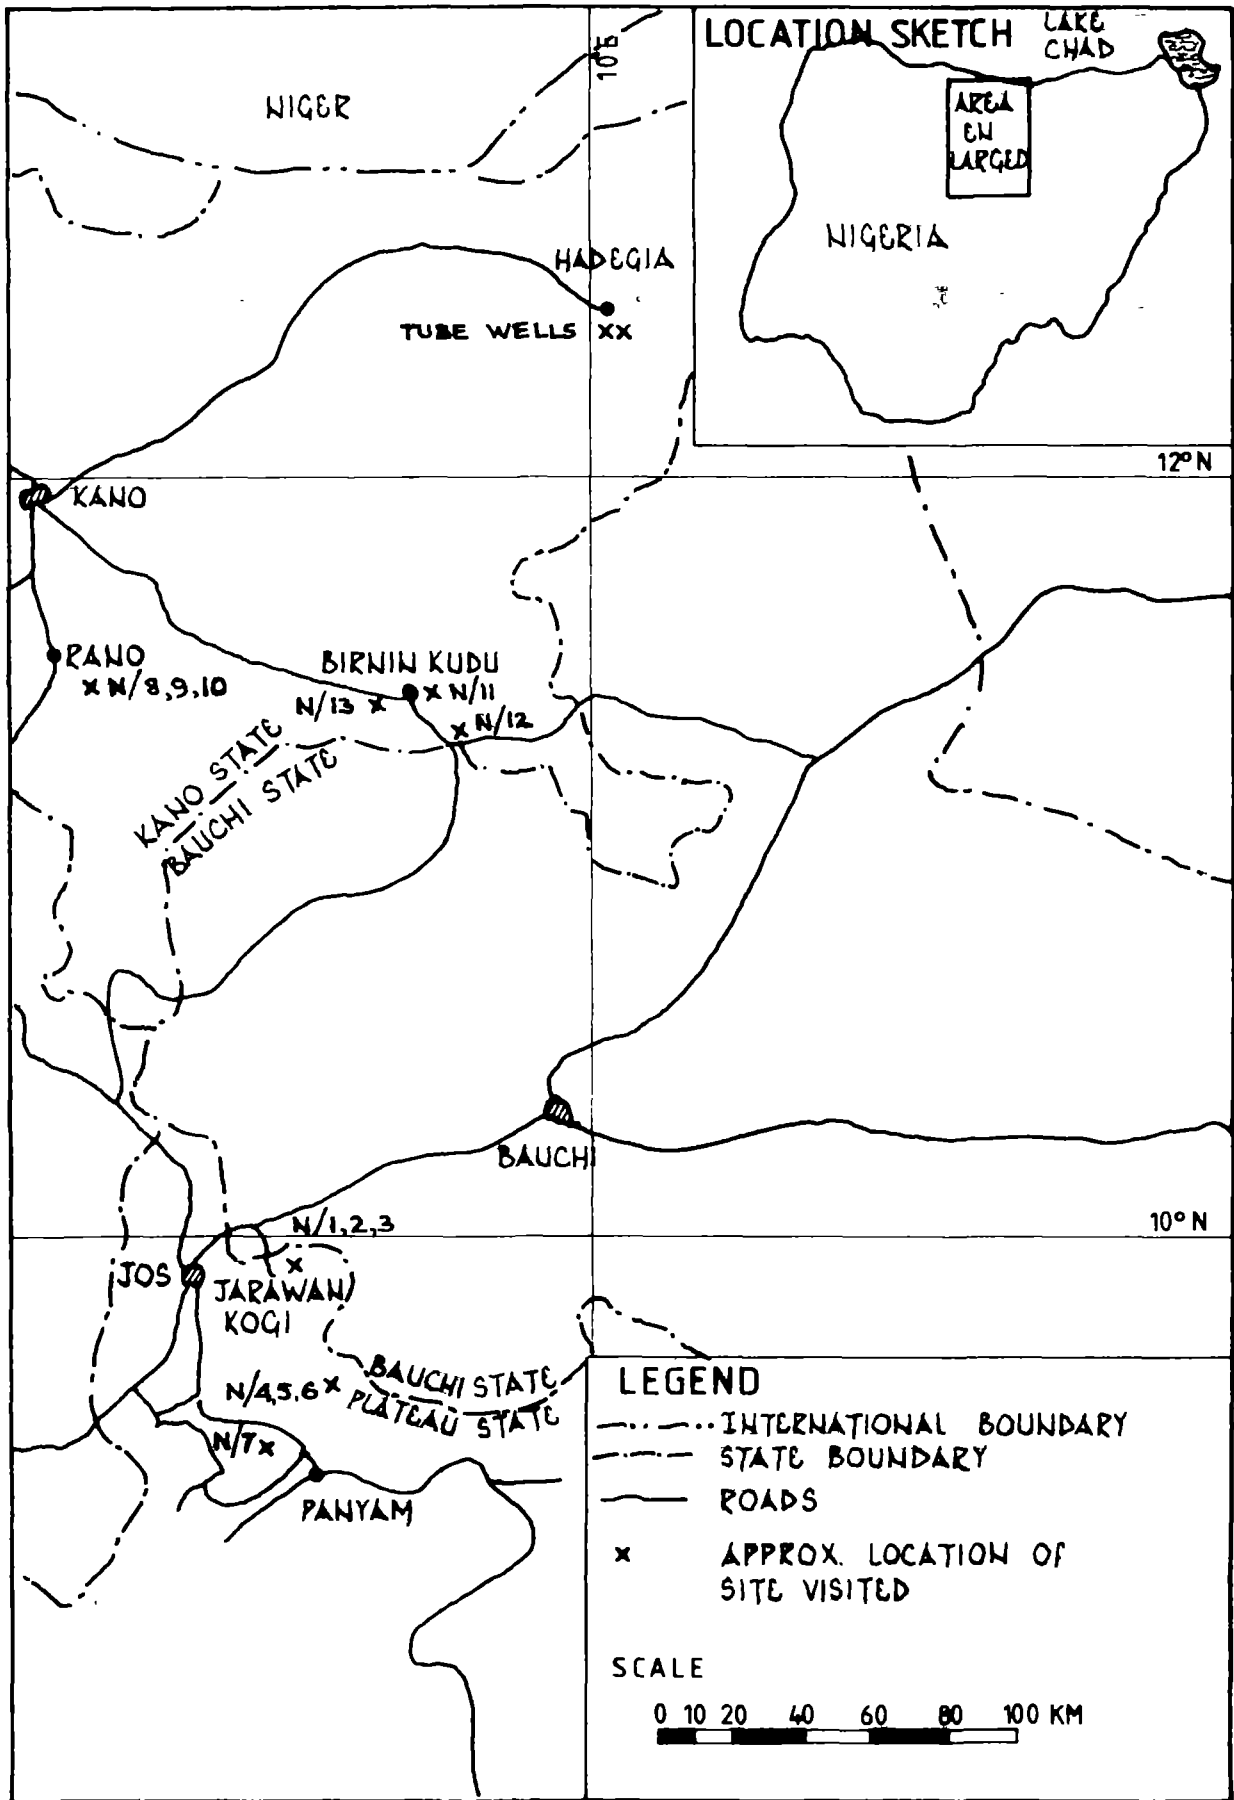 10°E
LOCATION SKETCH
LAKE
CHAD
AREA
EN
LARGED
NIGERIA
NIGER
HADEGIA
TUBE WELLS xx
12°N
KANO
RANO
x N/8,9,10
BIRNIN KUDU
N/13 x
x N/11
x N/12
KANO STATE
BAUCHI STATE
BAUCHI
10°N
N/1,2,3
x
JOS
JARAWAN
KOGI
BAUCHI STATE
PLATEAU STATE
N/4,5,6 x
N/7 x
PANYAM
LEGEND
INTERNATIONAL BOUNDARY
STATE BOUNDARY
ROADS
x APPROX. LOCATION OF
SITE VISITED
SCALE
0 10 20 40 60 80 100 KM